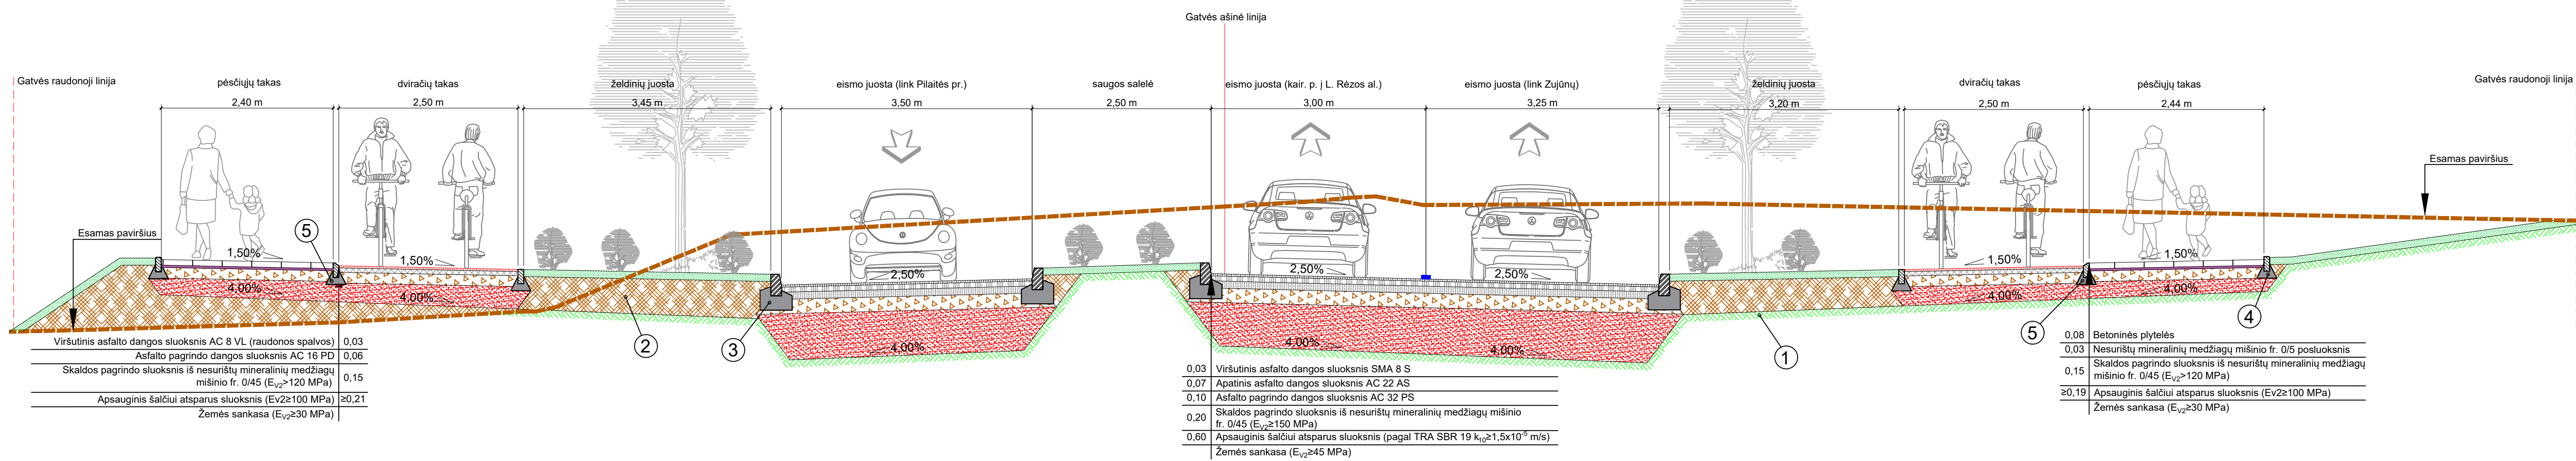 Gatvės ašinė linija
Gatvės raudonoji linija
pėsčiųjų takas
dviračių takas
želdinių juosta
eismo juosta (link Pilaitės pr.)
saugos salelė
eismo juosta (kair. p. į L. Rėzos al.)
eismo juosta (link Zujūnų)
želdinių juosta
dviračių takas
pėsčiųjų takas
Gatvės raudonoji linija
2,40 m
2,50 m
3,45 m
3,50 m
2,50 m
3,00 m
3,25 m
3,20 m
2,50 m
2,44 m
Esamas paviršius
Esamas paviršius
5
1,50%
1,50%
2,50%
2,50%
2,50%
1,50%
1,50%
4,00%
4,00%
4,00%
4,00%
4,00%
4,00%
4,00%
2
3
1
5
4
Viršutinis asfalto dangos sluoksnis AC 8 VL (raudonos spalvos) 0,03
Asfalto pagrindo dangos sluoksnis AC 16 PD 0,06
Skaldos pagrindo sluoksnis iš nesurištų mineralinių medžiagų
mišinio fr. 0/45 (EV2>120 MPa) 0,15
Apsauginis šalčiui atsparus sluoksnis (Ev2≥100 MPa) ≥0,21
Žemės sankasa (EV2≥30 MPa)
0,03 Viršutinis asfalto dangos sluoksnis SMA 8 S
0,07 Apatinis asfalto dangos sluoksnis AC 22 AS
0,10 Asfalto pagrindo dangos sluoksnis AC 32 PS
0,20 Skaldos pagrindo sluoksnis iš nesurištų mineralinių medžiagų mišinio
fr. 0/45 (EV2≥150 MPa)
0,60 Apsauginis šalčiui atsparus sluoksnis (pagal TRA SBR 19 k10≥1,5x10-5 m/s)
Žemės sankasa (EV2≥45 MPa)
0,08 Betoninės plytelės
0,03 Nesurištų mineralinių medžiagų mišinio fr. 0/5 posluoksnis
0,15 Skaldos pagrindo sluoksnis iš nesurištų mineralinių medžiagų
mišinio fr. 0/45 (EV2>120 MPa)
≥0,19 Apsauginis šalčiui atsparus sluoksnis (Ev2≥100 MPa)
Žemės sankasa (EV2≥30 MPa)